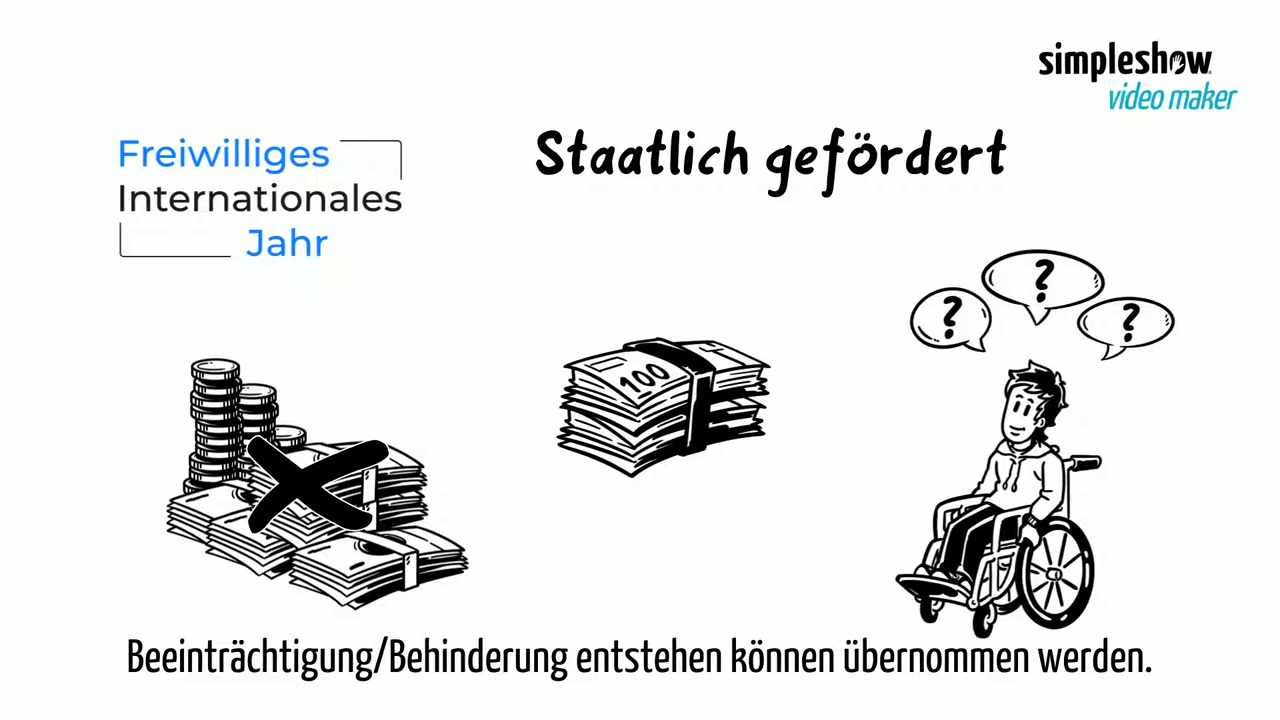 simpleshow
video maker
Freiwilliges
Internationales
Jahr
Staatlich gefördert
?
?
?
100
Beeinträchtigung/Behinderung entstehen können übernommen werden.